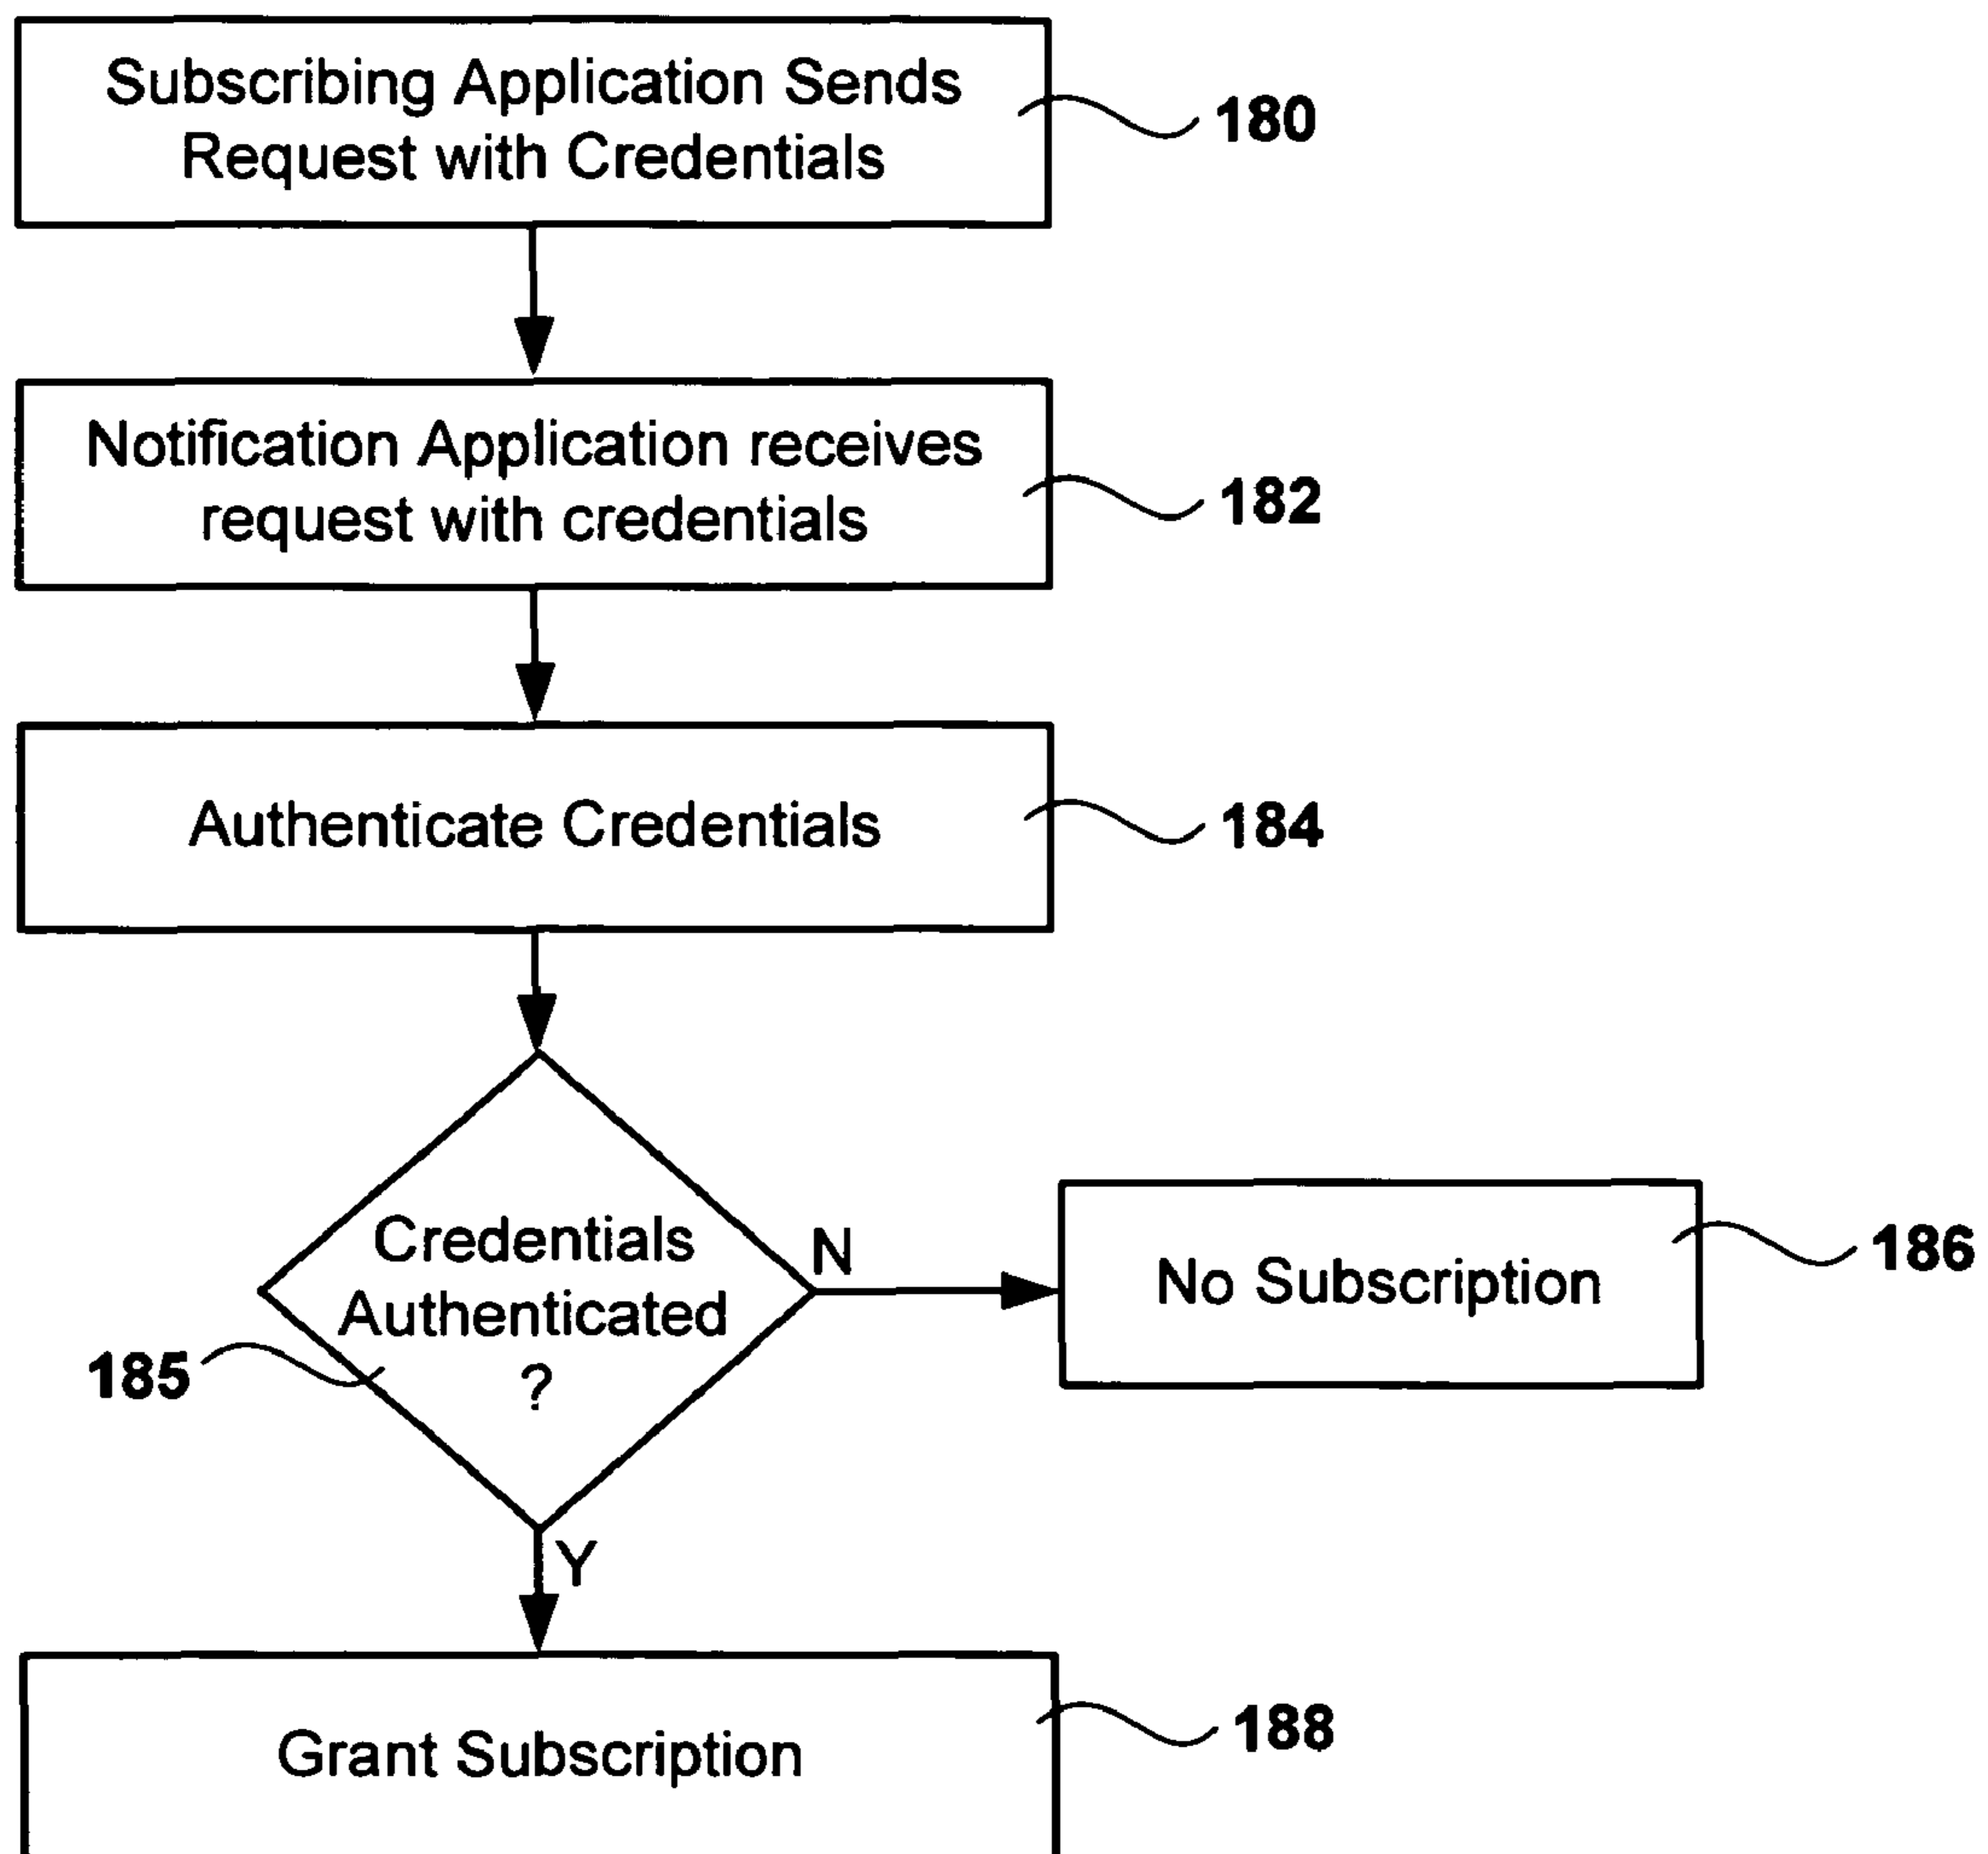 Subscribing Application Sends
Request with Credentials
180
Notification Application receives
request with credentials
182
Authenticate Credentials
184
Credentials
Authenticated
?
185
N
No Subscription
186
Y
Grant Subscription
188